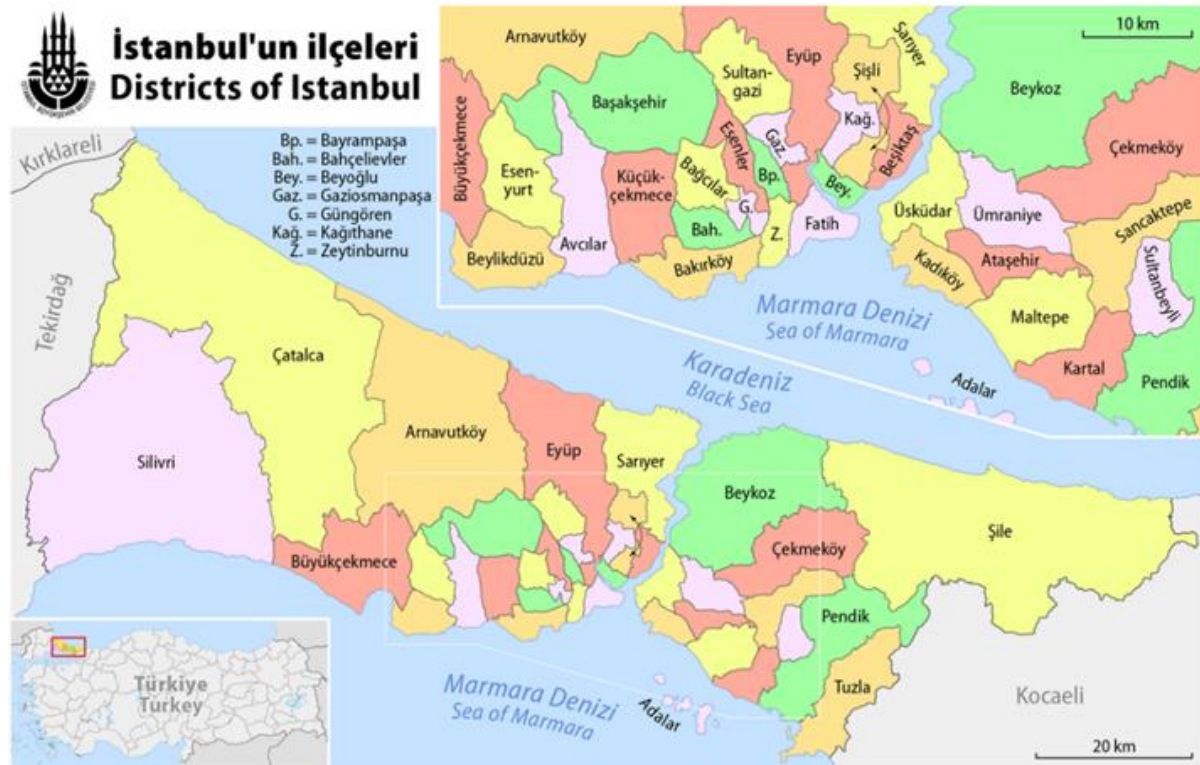 İstanbul'un ilçeleri
Districts of Istanbul
Bp. = Bayrampaşa
Bah. = Bahçelievler
Bey. = Beyoğlu
Gaz. = Gaziosmanpaşa
G. = Güngören
Kağ. = Kağıthane
Z. = Zeytinburnu
10 km
Arnavutköy
Eyüp
Sarıyer
Şişli
Sultan-
gazi
Beykoz
Başakşehir
Büyükçekmece
Esen-
yurt
Avcılar
Küçük-
çekmece
Bağcılar
Esenler
Gaz.
Kağ.
Beşiktaş
Bp.
Bey.
G.
Bah.
Z.
Fatih
Beylikdüzü
Bakırköy
Çekmeköy
Üsküdar
Ümraniye
Sancaktepe
Ataşehir
Kadıköy
Sultanbeyli
Maltepe
Kartal
Pendik
Marmara Denizi
Sea of Marmara
Adalar
Kırklareli
Tekirdağ
Karadeniz
Black Sea
Çatalca
Silivri
Arnavutköy
Eyüp
Sarıyer
Beykoz
Şile
Büyükçekmece
Çekmeköy
Pendik
Tuzla
Marmara Denizi
Sea of Marmara
Adalar
Kocaeli
20 km
Türkiye
Turkey